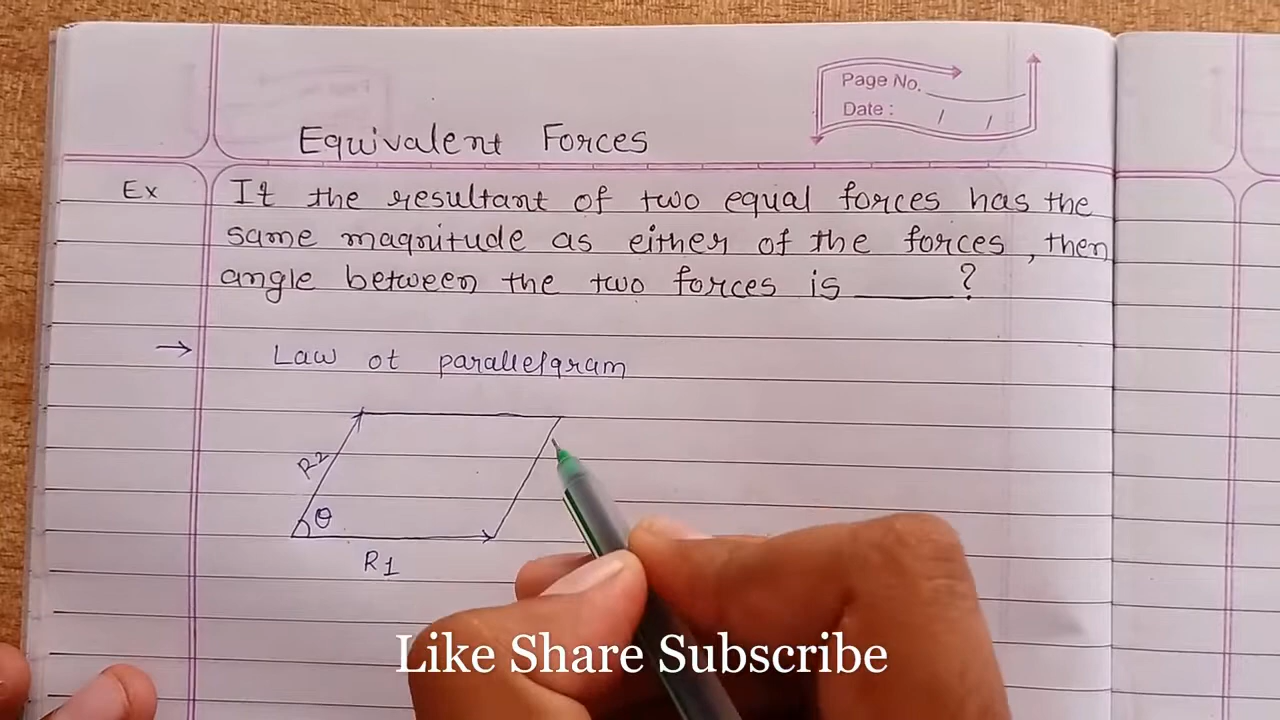 Page No.
Date : / /
Equivalent Forces
Ex If the resultant of two equal forces has the
same magnitude as either of the forces, then
angle between the two forces is ____?
→ Law of parallelgram
R2
θ
R1
Like Share Subscribe